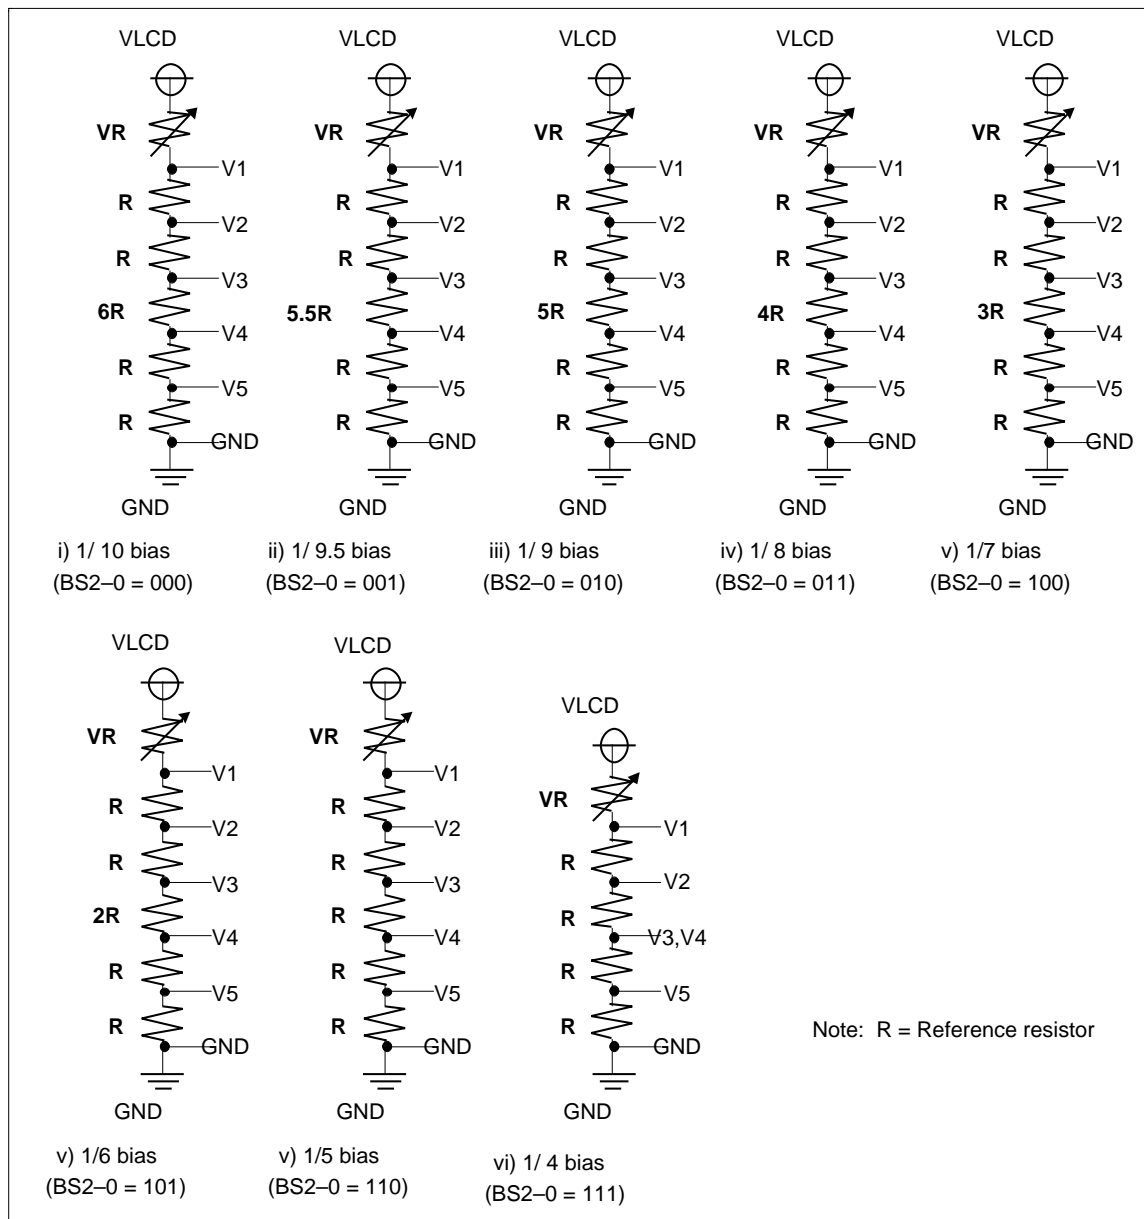 VLCD VLCD VLCD VLCD VLCD
VR VR VR VR VR
V1 V1 V1 V1 V1
R R R R R
V2 V2 V2 V2 V2
R R R R R
V3 V3 V3 V3 V3
6R 5.5R 5R 4R 3R
V4 V4 V4 V4 V4
R R R R R
V5 V5 V5 V5 V5
R R R R R
GND GND GND GND GND
GND GND GND GND GND
i) 1/ 10 bias ii) 1/ 9.5 bias iii) 1/ 9 bias iv) 1/ 8 bias v) 1/7 bias
(BS2–0 = 000) (BS2–0 = 001) (BS2–0 = 010) (BS2–0 = 011) (BS2–0 = 100)
VLCD VLCD VLCD
VR VR VR
V1 V1 V1
R R R
V2 V2 V2
R R R
V3 V3 V3,V4
2R R
V4 V4
R R R
V5 V5 V5
R R R
GND GND GND
GND GND GND
Note: R = Reference resistor
v) 1/6 bias v) 1/5 bias vi) 1/ 4 bias
(BS2–0 = 101) (BS2–0 = 110) (BS2–0 = 111)